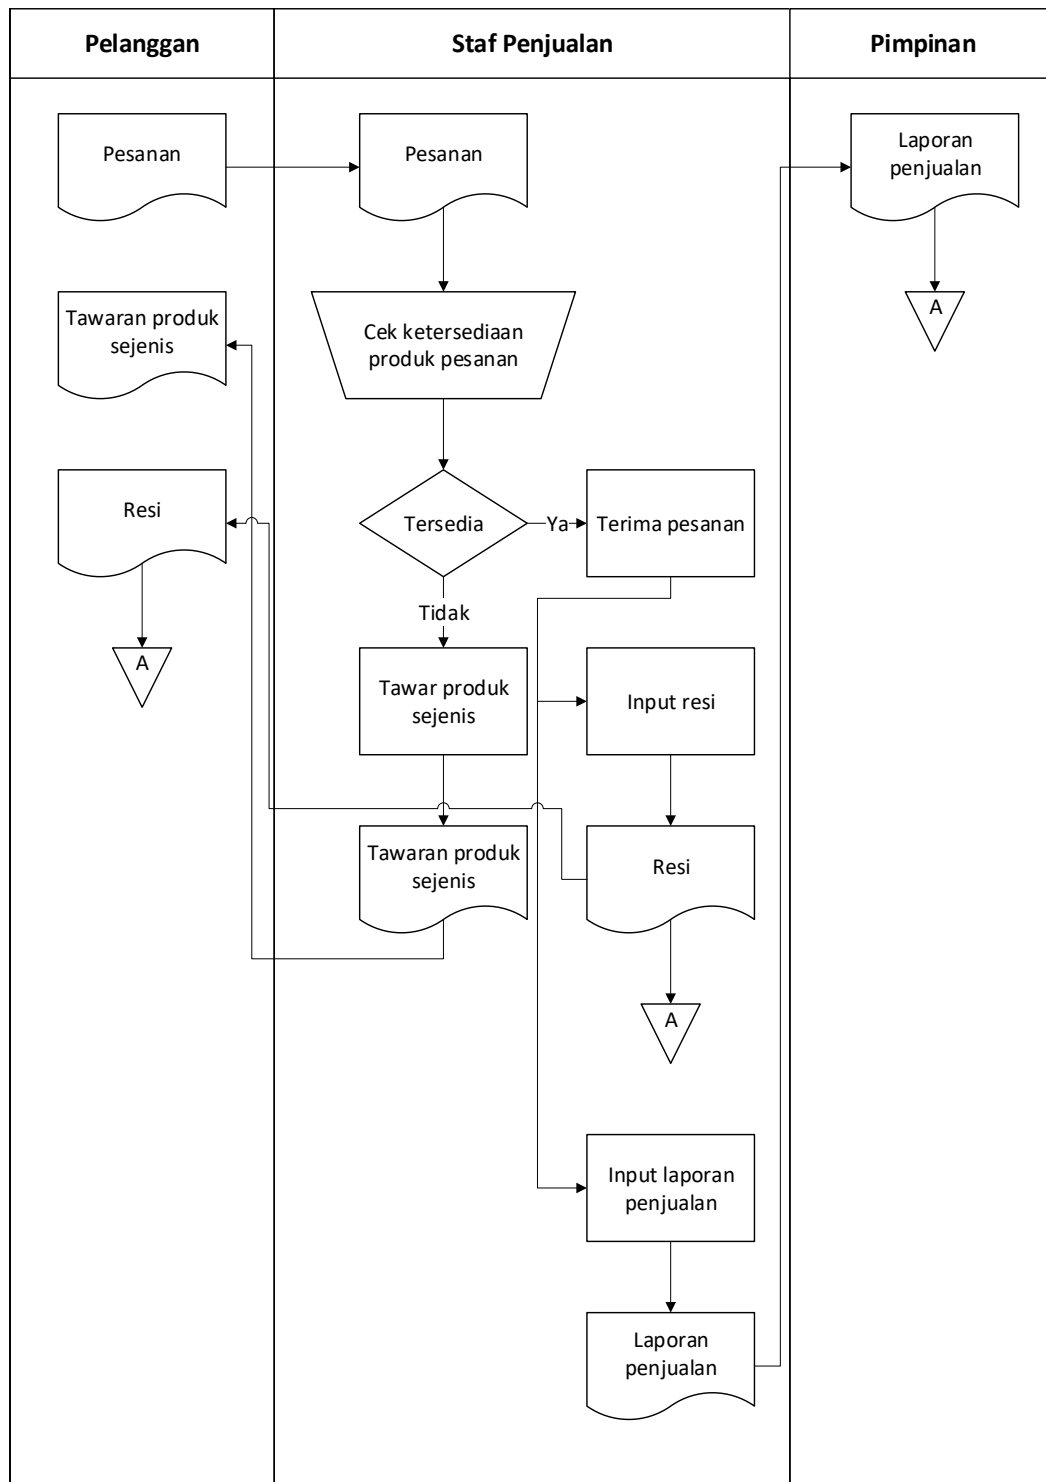 Pelanggan
Staf Penjualan
Pimpinan
Pesanan
Pesanan
Laporan
penjualan
Tawaran produk
sejenis
Cek ketersediaan
produk pesanan
A
Resi
Tersedia
Ya
Terima pesanan
Tidak
A
Tawar produk
sejenis
Input resi
Tawaran produk
sejenis
Resi
A
Input laporan
penjualan
Laporan
penjualan